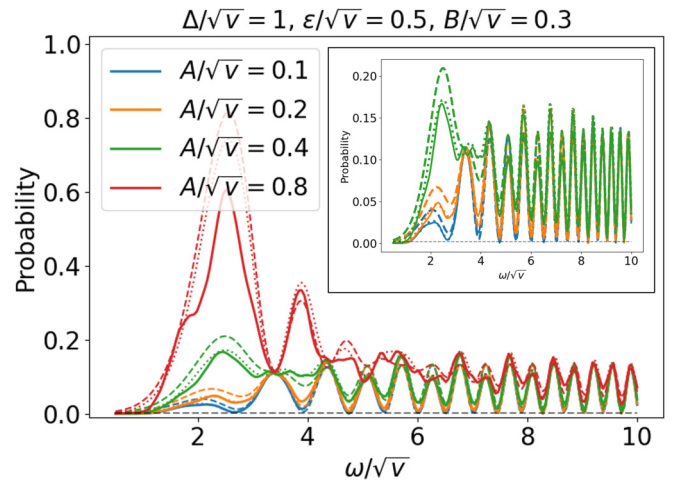 Δ/√v = 1, ε/√v = 0.5, B/√v = 0.3
Probability
1.0
0.8
0.6
0.4
0.2
0.0
A/√v = 0.1
A/√v = 0.2
A/√v = 0.4
A/√v = 0.8
Probability
0.20
0.15
0.10
0.05
0.00
2 4 6 8 10
ω/√v
2 4 6 8 10
ω/√v